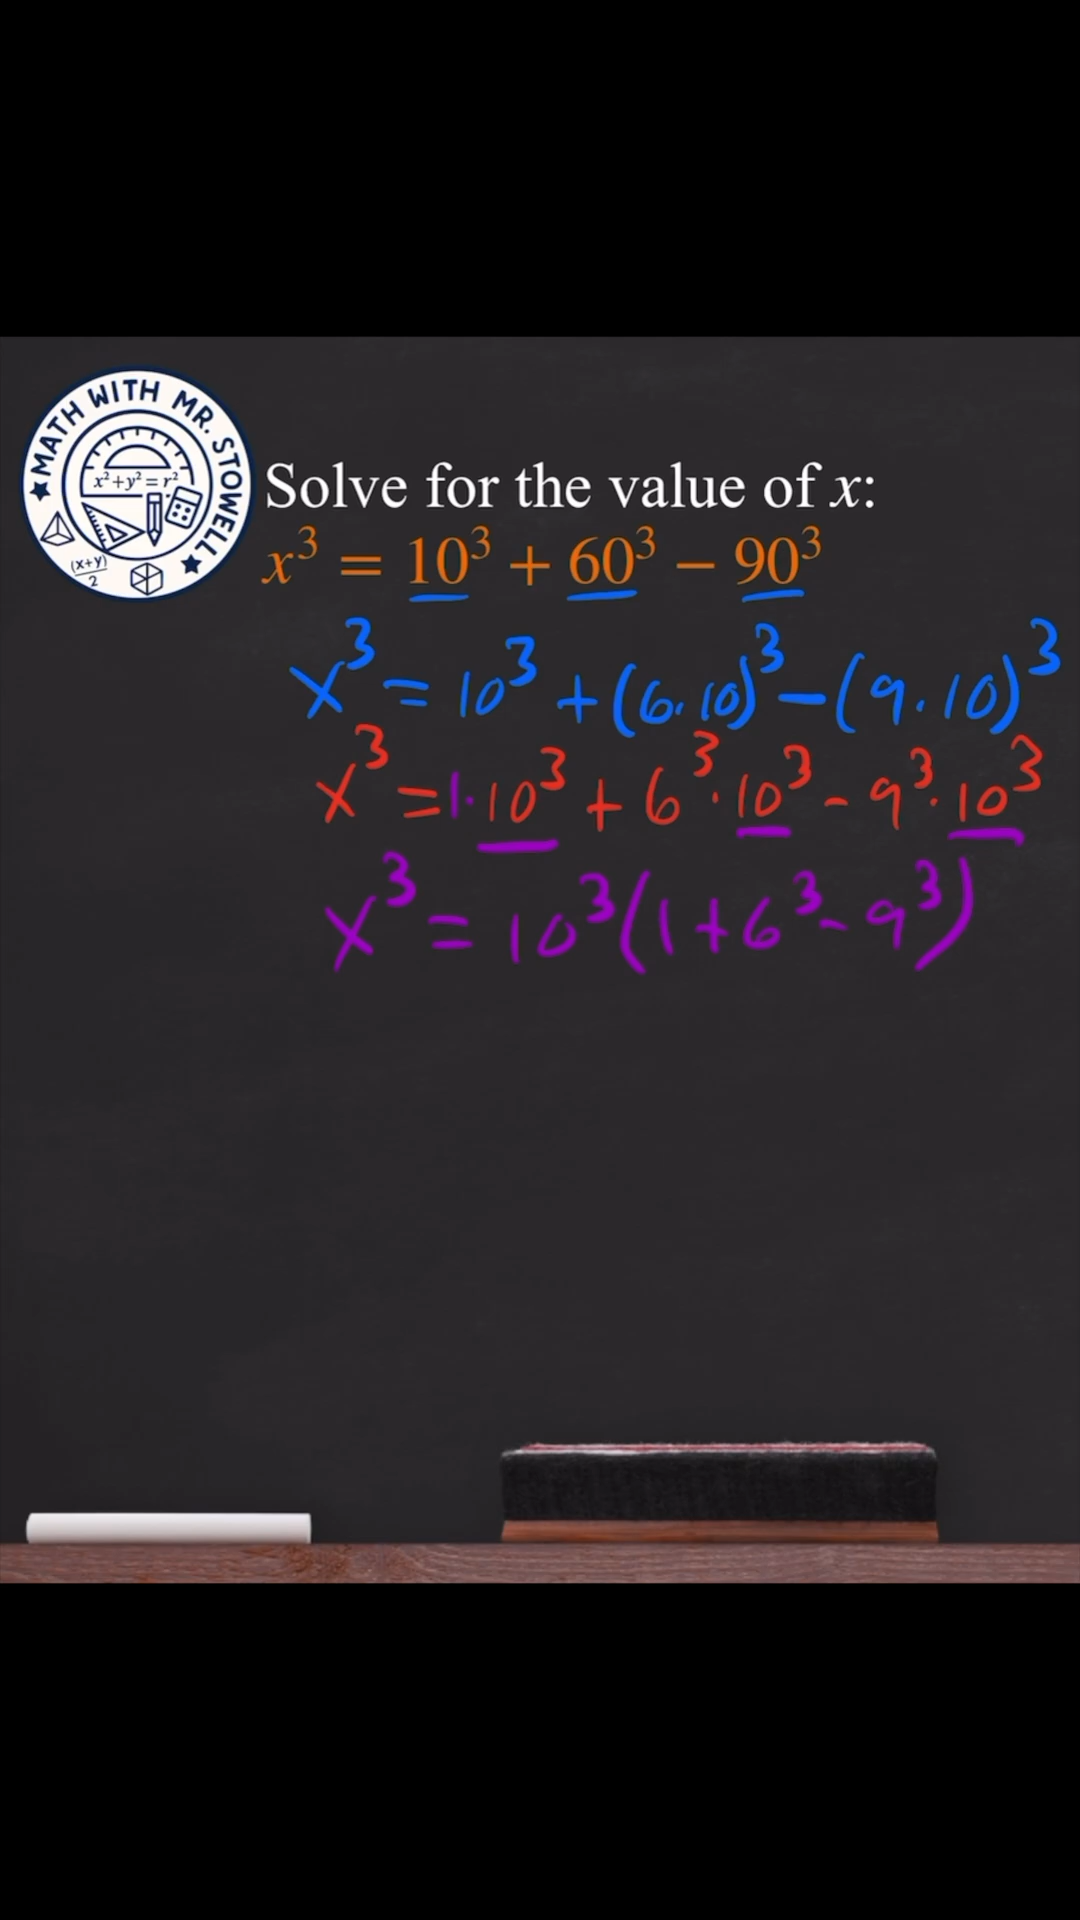 MATH WITH MR. STOWELL
x² + y² = r²
(x+y)/2
Solve for the value of x:
x³ = 10³ + 60³ − 90³
x³ = 10³ + (6·10)³ − (9·10)³
x³ = 1·10³ + 6³·10³ − 9³·10³
x³ = 10³(1+6³−9³)